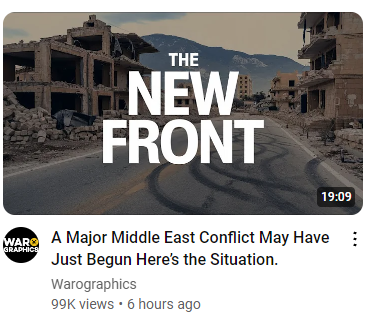 THE
NEW
FRONT
19:09
WARO
GRAPHICS
A Major Middle East Conflict May Have
Just Begun Here’s the Situation.
Warographics
99K views • 6 hours ago